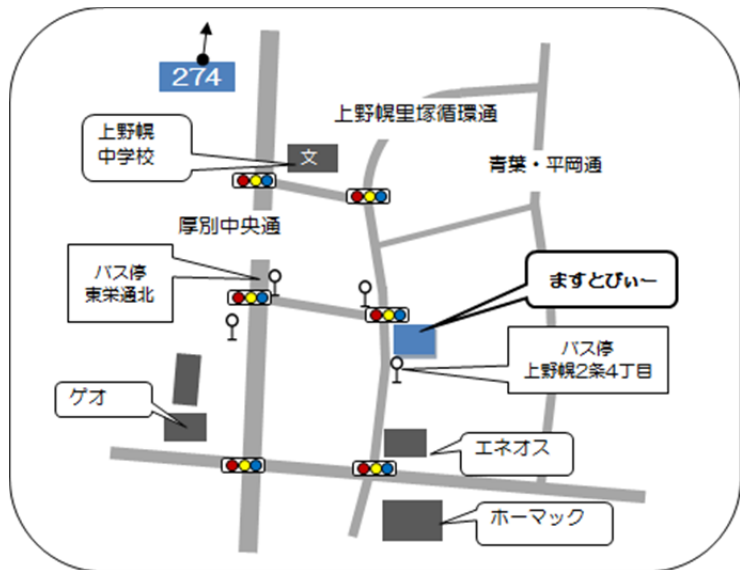 274
上野幌里塚循環通
上野幌
中学校
文
青葉・平岡通
厚別中央通
バス停
東栄通北
ますとびぃー
バス停
上野幌2条4丁目
ゲオ
エネオス
ホーマック